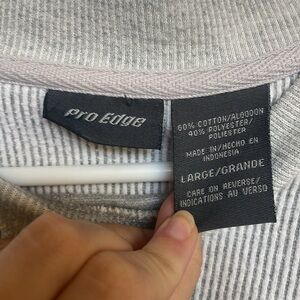 Pro Edge
60% COTTON/ALGODON
40% POLYESTER/
POLIESTER
MADE IN/HECHO EN
INDONESIA
LARGE/GRANDE
CARE ON REVERSE/
INDICATIONS AU VERSO